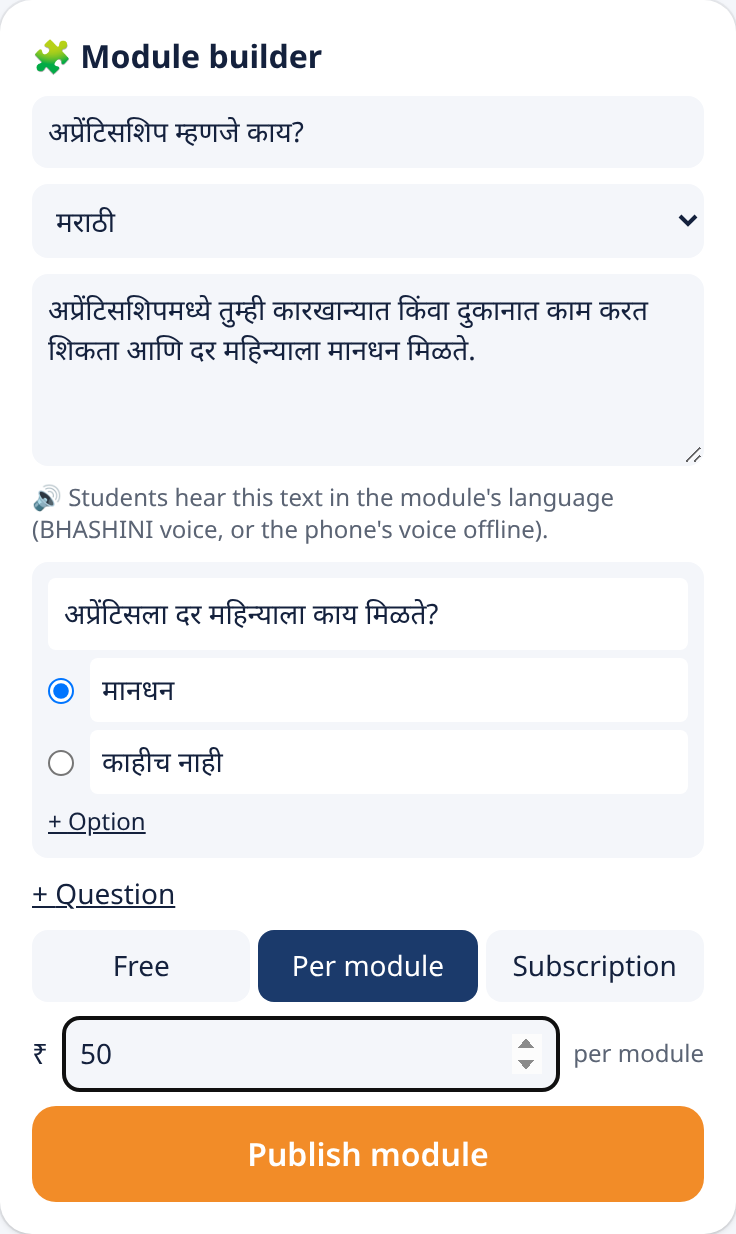 🧩 Module builder
अप्रेंटिसशिप म्हणजे काय?
मराठी
अप्रेंटिसशिपमध्ये तुम्ही कारखान्यात किंवा दुकानात काम करत
शिकता आणि दर महिन्याला मानधन मिळते.
🔊 Students hear this text in the module's language
(BHASHINI voice, or the phone's voice offline).
अप्रेंटिसला दर महिन्याला काय मिळते?
मानधन
काहीच नाही
+ Option
+ Question
Free Per module Subscription
₹ 50 per module
Publish module